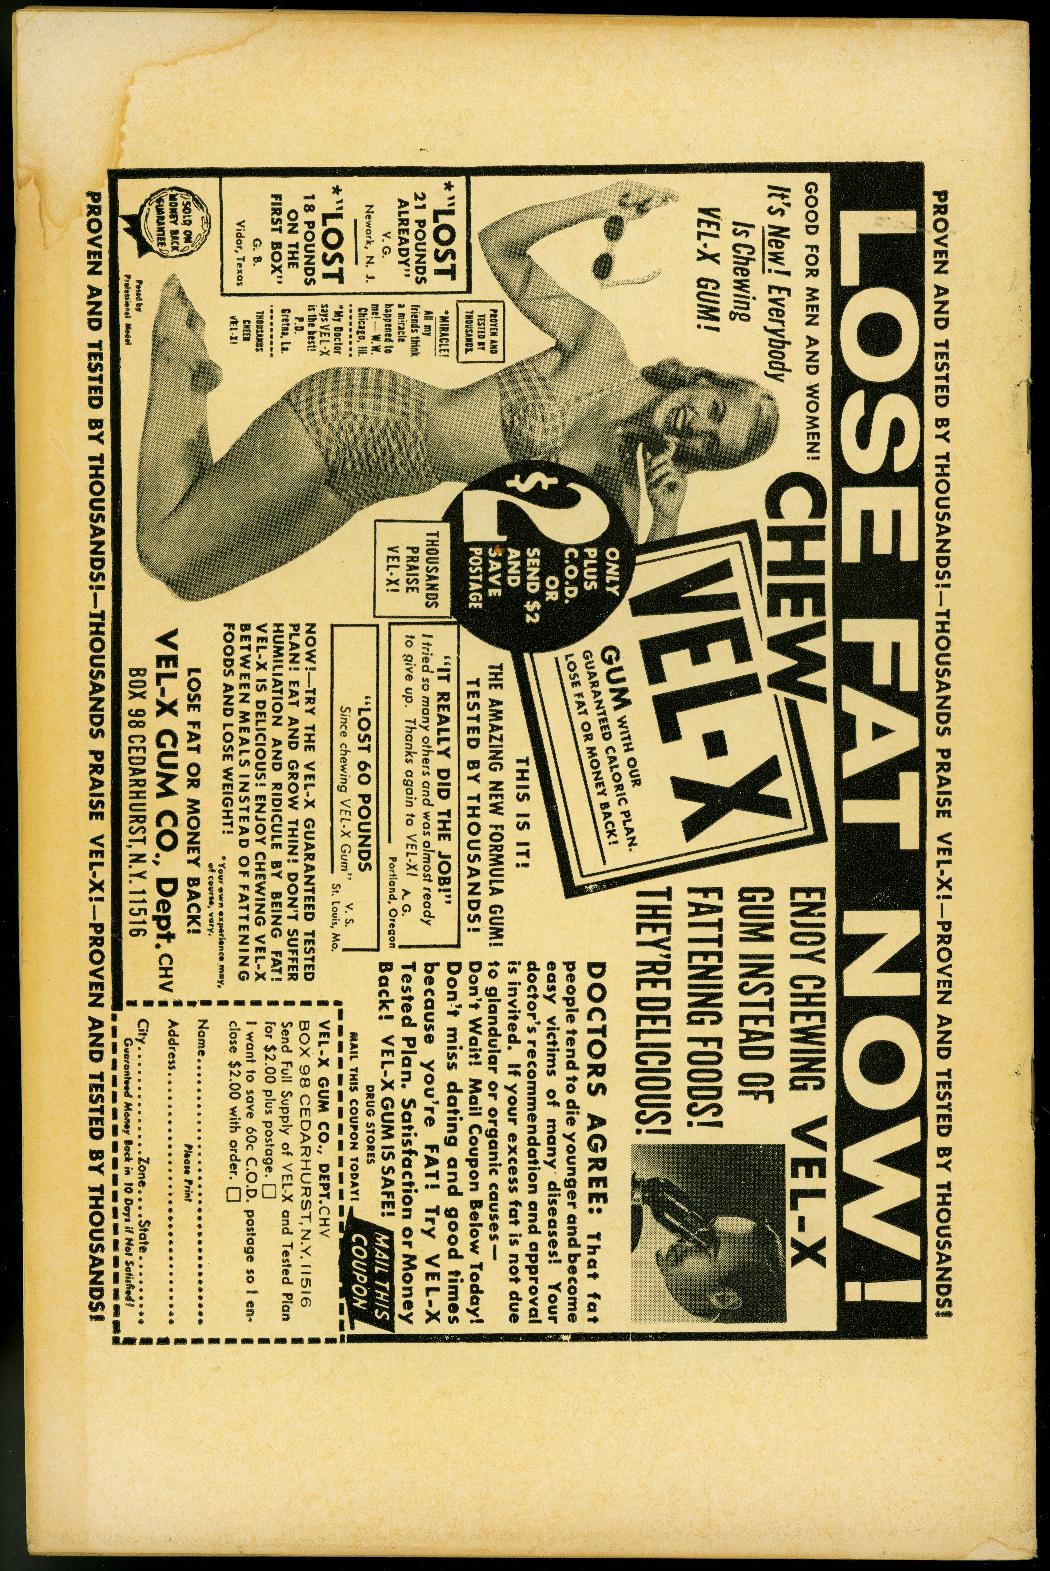 PROVEN AND TESTED BY THOUSANDS!—THOUSANDS PRAISE VEL-X!—PROVEN AND TESTED BY THOUSANDS!
LOSE FAT NOW!
GOOD FOR MEN AND WOMEN!
It's New! Everybody
Is Chewing
VEL-X GUM!
CHEW
VEL-X
GUM WITH OUR
GUARANTEED CALORIC PLAN.
LOSE FAT OR MONEY BACK!
ENJOY CHEWING VEL-X
GUM INSTEAD OF
FATTENING FOODS!
THEY'RE DELICIOUS!
$2
ONLY
PLUS
C.O.D.
OR
SEND $2
AND
SAVE
POSTAGE
*"LOST
21 POUNDS
ALREADY"
V. G.
Newark, N. J.
*"LOST
18 POUNDS
ON THE
FIRST BOX"
G. B.
Vidor, Texas
SOLD ON
MONEY BACK
GUARANTEE
PROVEN AND
TESTED BY
THOUSANDS
"MIRACLE!
All my
friends think
a miracle
happened to
me! — W. W.
Chicago, Ill.
"My Doctor
says VEL-X
is the best!
P.D.
Gretna, La.
THOUSANDS
CHEER
VEL-X!
Posed by
Professional Model
THOUSANDS
PRAISE
VEL-X!
THIS IS IT!
THE AMAZING NEW FORMULA GUM!
TESTED BY THOUSANDS!
"IT REALLY DID THE JOB!"
I tried so many others and was almost ready
to give up. Thanks again to VEL-X! A. G.
Portland, Oregon
"LOST 60 POUNDS
Since chewing VEL-X Gum" V. S.
St. Louis, Mo.
NOW!—TRY THE VEL-X GUARANTEED TESTED
PLAN! EAT AND GROW THIN! DON'T SUFFER
HUMILIATION AND RIDICULE BY BEING FAT!
VEL-X IS DELICIOUS! ENJOY CHEWING VEL-X
BETWEEN MEALS INSTEAD OF FATTENING
FOODS AND LOSE WEIGHT!
*Your own experience may,
of course, vary.
LOSE FAT OR MONEY BACK!
VEL-X GUM CO., Dept. CHV
BOX 98 CEDARHURST, N.Y. 11516
DOCTORS AGREE: That fat
people tend to die younger and become
easy victims of many diseases! Your
doctor's recommendation and approval
is invited. If your excess fat is not due
to glandular or organic causes—
Don't Wait! Mail Coupon Below Today!
Don't miss dating and good times
because you're FAT! Try VEL-X
Tested Plan. Satisfaction or Money
Back! VEL-X GUM IS SAFE!
DRUG STORES
MAIL THIS COUPON TODAY!
MAIL THIS
COUPON
VEL-X GUM CO., DEPT. CHV
BOX 98 CEDARHURST, N.Y. 11516
Send Full Supply of VEL-X and Tested Plan
for $2.00 plus postage. □
I want to save 60c C.O.D. postage so I en-
close $2.00 with order. □
Please Print
Name
Address
City Zone State
Guaranteed Money Back in 10 Days if Not Satisfied!
PROVEN AND TESTED BY THOUSANDS!—THOUSANDS PRAISE VEL-X!—PROVEN AND TESTED BY THOUSANDS!